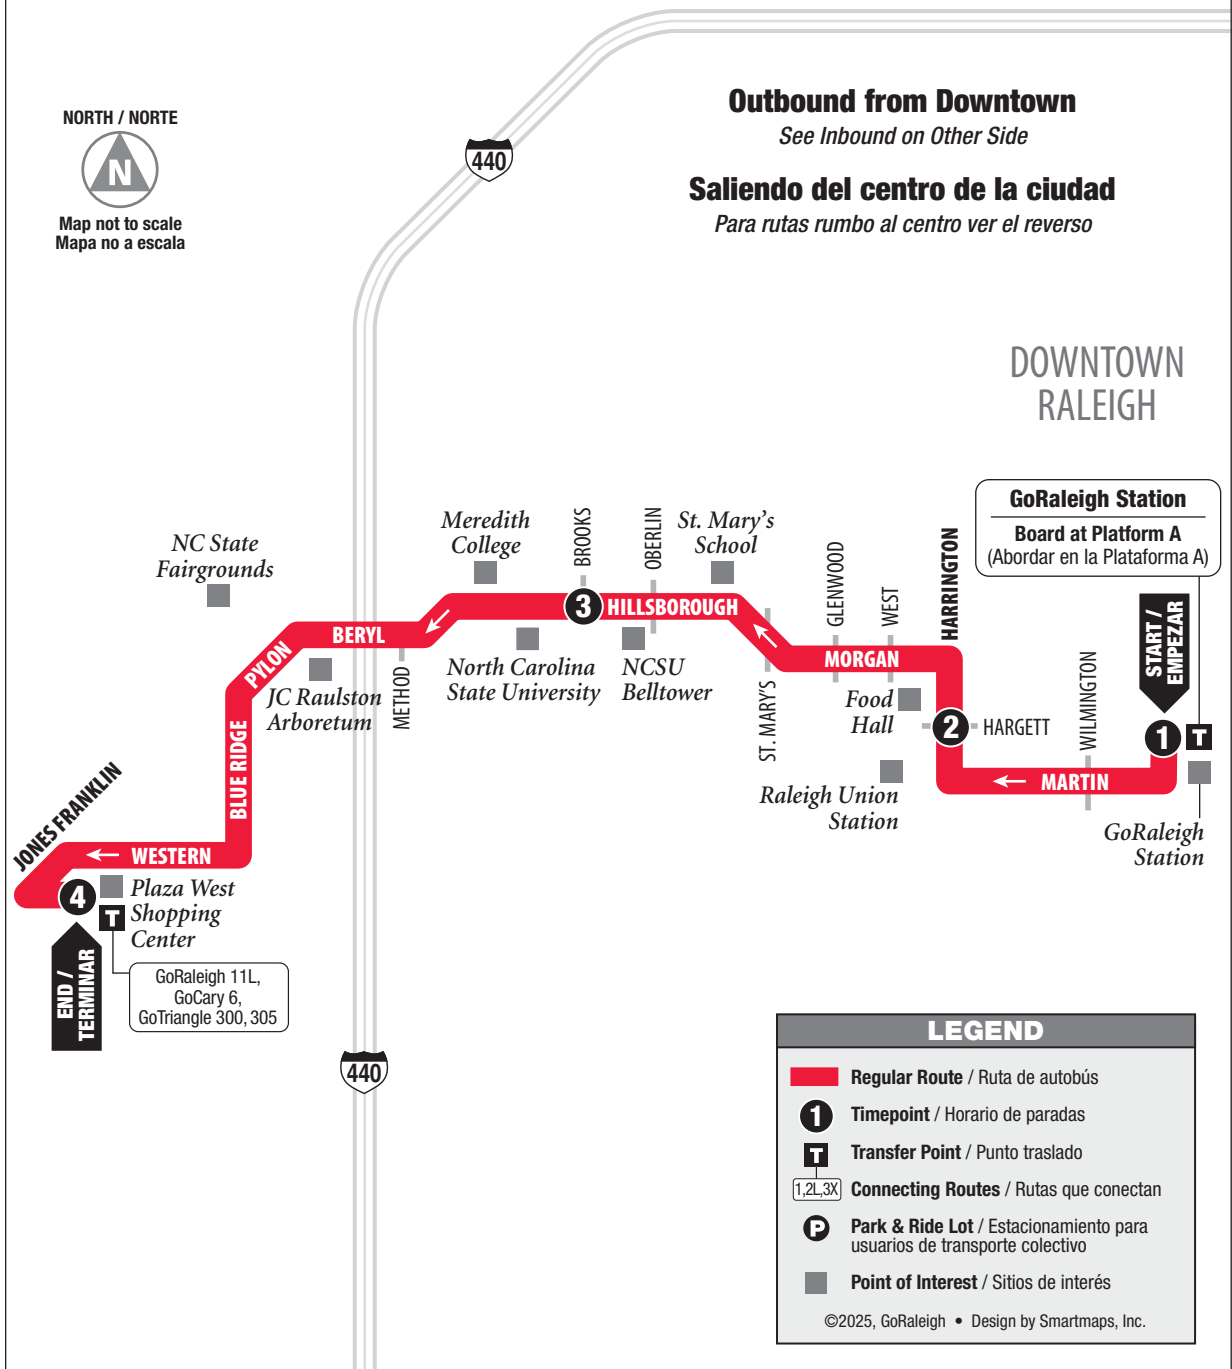 NORTH / NORTE
N
Map not to scale
Mapa no a escala
440
Outbound from Downtown
See Inbound on Other Side
Saliendo del centro de la ciudad
Para rutas rumbo al centro ver el reverso
DOWNTOWN
RALEIGH
GoRaleigh Station
Board at Platform A
(Abordar en la Plataforma A)
START /
EMPEZAR
1
T
GoRaleigh
Station
WILMINGTON
MARTIN
HARRINGTON
2
HARGETT
Food
Hall
Raleigh Union
Station
WEST
GLENWOOD
MORGAN
ST. MARY'S
St. Mary's
School
OBERLIN
HILLSBOROUGH
NCSU
Belltower
BROOKS
3
Meredith
College
North Carolina
State University
METHOD
BERYL
JC Raulston
Arboretum
NC State
Fairgrounds
PYLON
BLUE RIDGE
WESTERN
JONES FRANKLIN
4
Plaza West
Shopping
Center
T
END /
TERMINAR
GoRaleigh 11L,
GoCary 6,
GoTriangle 300, 305
440
LEGEND
Regular Route / Ruta de autobús
1 Timepoint / Horario de paradas
T Transfer Point / Punto traslado
1,2L,3X Connecting Routes / Rutas que conectan
P Park & Ride Lot / Estacionamiento para
usuarios de transporte colectivo
Point of Interest / Sitios de interés
©2025, GoRaleigh • Design by Smartmaps, Inc.